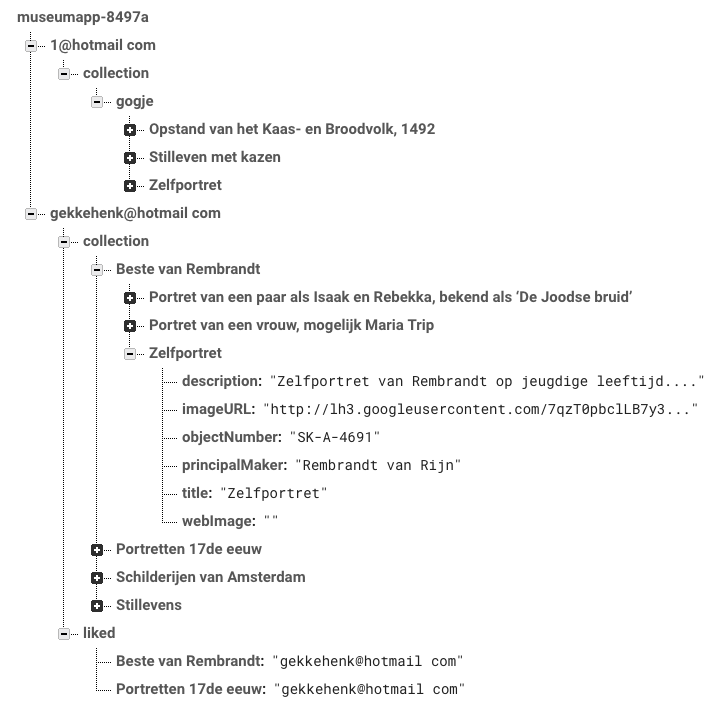 museumapp-8497a
1@hotmail com
collection
gogje
Opstand van het Kaas- en Broodvolk, 1492
Stilleven met kazen
Zelfportret
gekkehenk@hotmail com
collection
Beste van Rembrandt
Portret van een paar als Isaak en Rebekka, bekend als ‘De Joodse bruid’
Portret van een vrouw, mogelijk Maria Trip
Zelfportret
description: "Zelfportret van Rembrandt op jeugdige leeftijd...."
imageURL: "http://lh3.googleusercontent.com/7qzT0pbclLB7y3..."
objectNumber: "SK-A-4691"
principalMaker: "Rembrandt van Rijn"
title: "Zelfportret"
webImage: ""
Portretten 17de eeuw
Schilderijen van Amsterdam
Stillevens
liked
Beste van Rembrandt: "gekkehenk@hotmail com"
Portretten 17de eeuw: "gekkehenk@hotmail com"